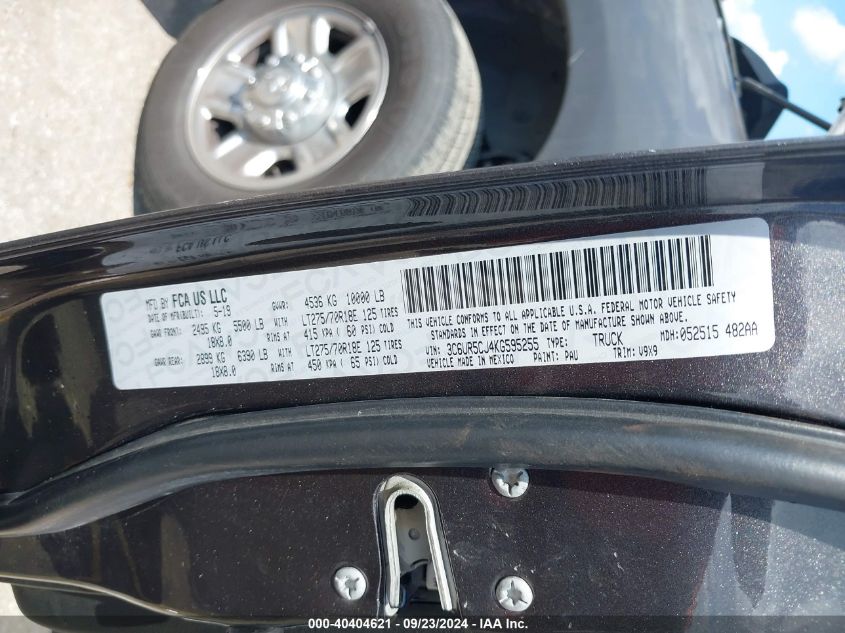 MFD BY FCA US LLC
DATE OF MFR(BUILT): 5-19 GVWR: 4536 KG 10000 LB
GAWR FRONT: 2495 KG 5500 LB WITH LT275/70R18E 125 TIRES
18X8.0 RIMS AT 415 KPA ( 60 PSI) COLD
GAWR REAR: 2899 KG 6390 LB WITH LT275/70R18E 125 TIRES
18X8.0 RIMS AT 450 KPA ( 65 PSI) COLD
THIS VEHICLE CONFORMS TO ALL APPLICABLE U.S.A. FEDERAL MOTOR VEHICLE SAFETY
STANDARDS IN EFFECT ON THE DATE OF MANUFACTURE SHOWN ABOVE.
VIN: 3C6UR5CJ4KG595255 TYPE: TRUCK MDH: 052515 482AA
VEHICLE MADE IN MEXICO PAINT: PAU TRIM: V9X9
000-40404621 - 09/23/2024 - IAA Inc.